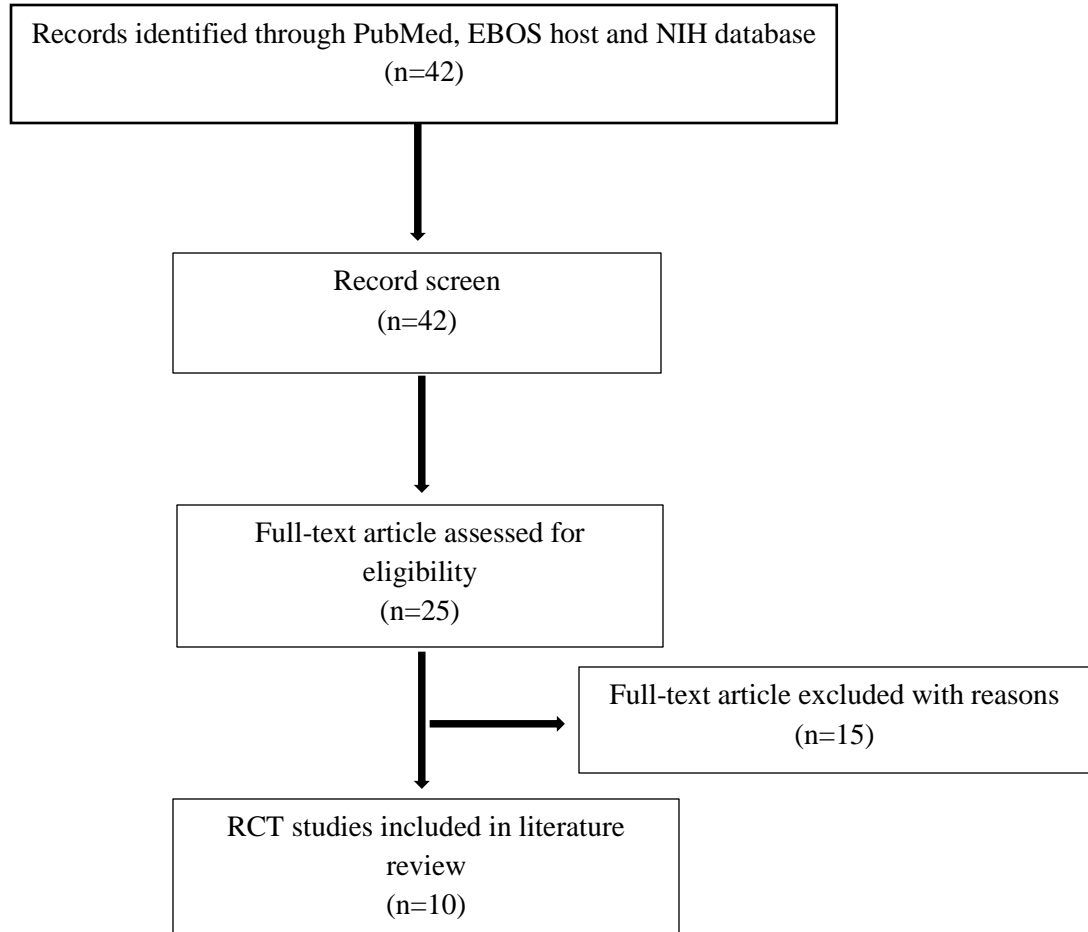 Records identified through PubMed, EBOS host and NIH database
(n=42)
Record screen
(n=42)
Full-text article assessed for
eligibility
(n=25)
Full-text article excluded with reasons
(n=15)
RCT studies included in literature
review
(n=10)